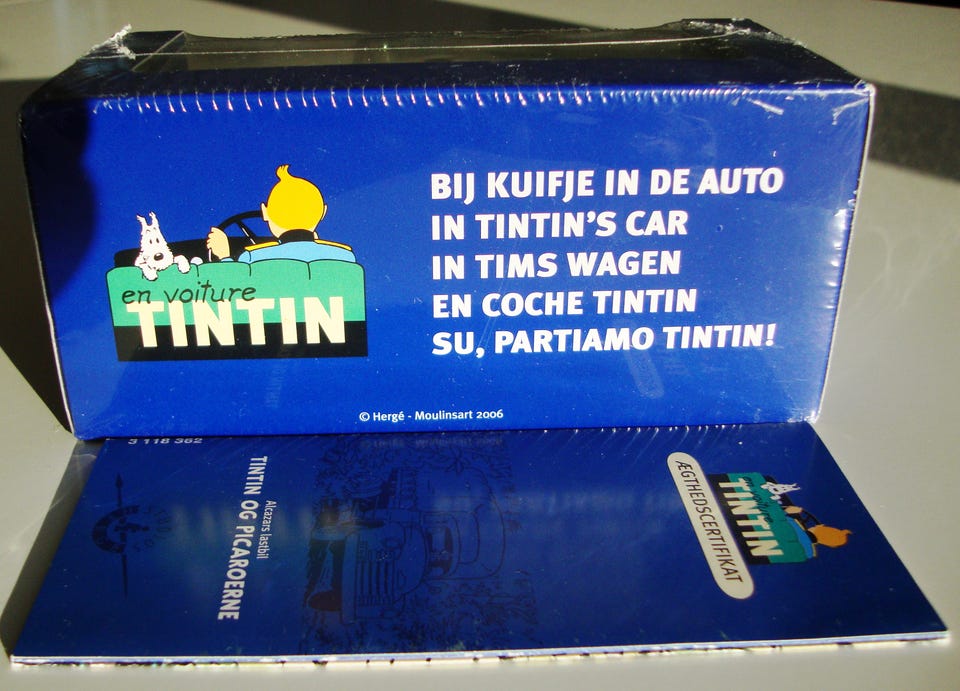 BIJ KUIFJE IN DE AUTO
IN TINTIN'S CAR
IN TIMS WAGEN
EN COCHE TINTIN
SU, PARTIAMO TINTIN!
en voiture
TINTIN
© Hergé - Moulinsart 2006
3 118 362
Alcazars lastbil
TINTIN OG PICAROERNE
TINTIN
ÆGTHEDSCERTIFIKAT